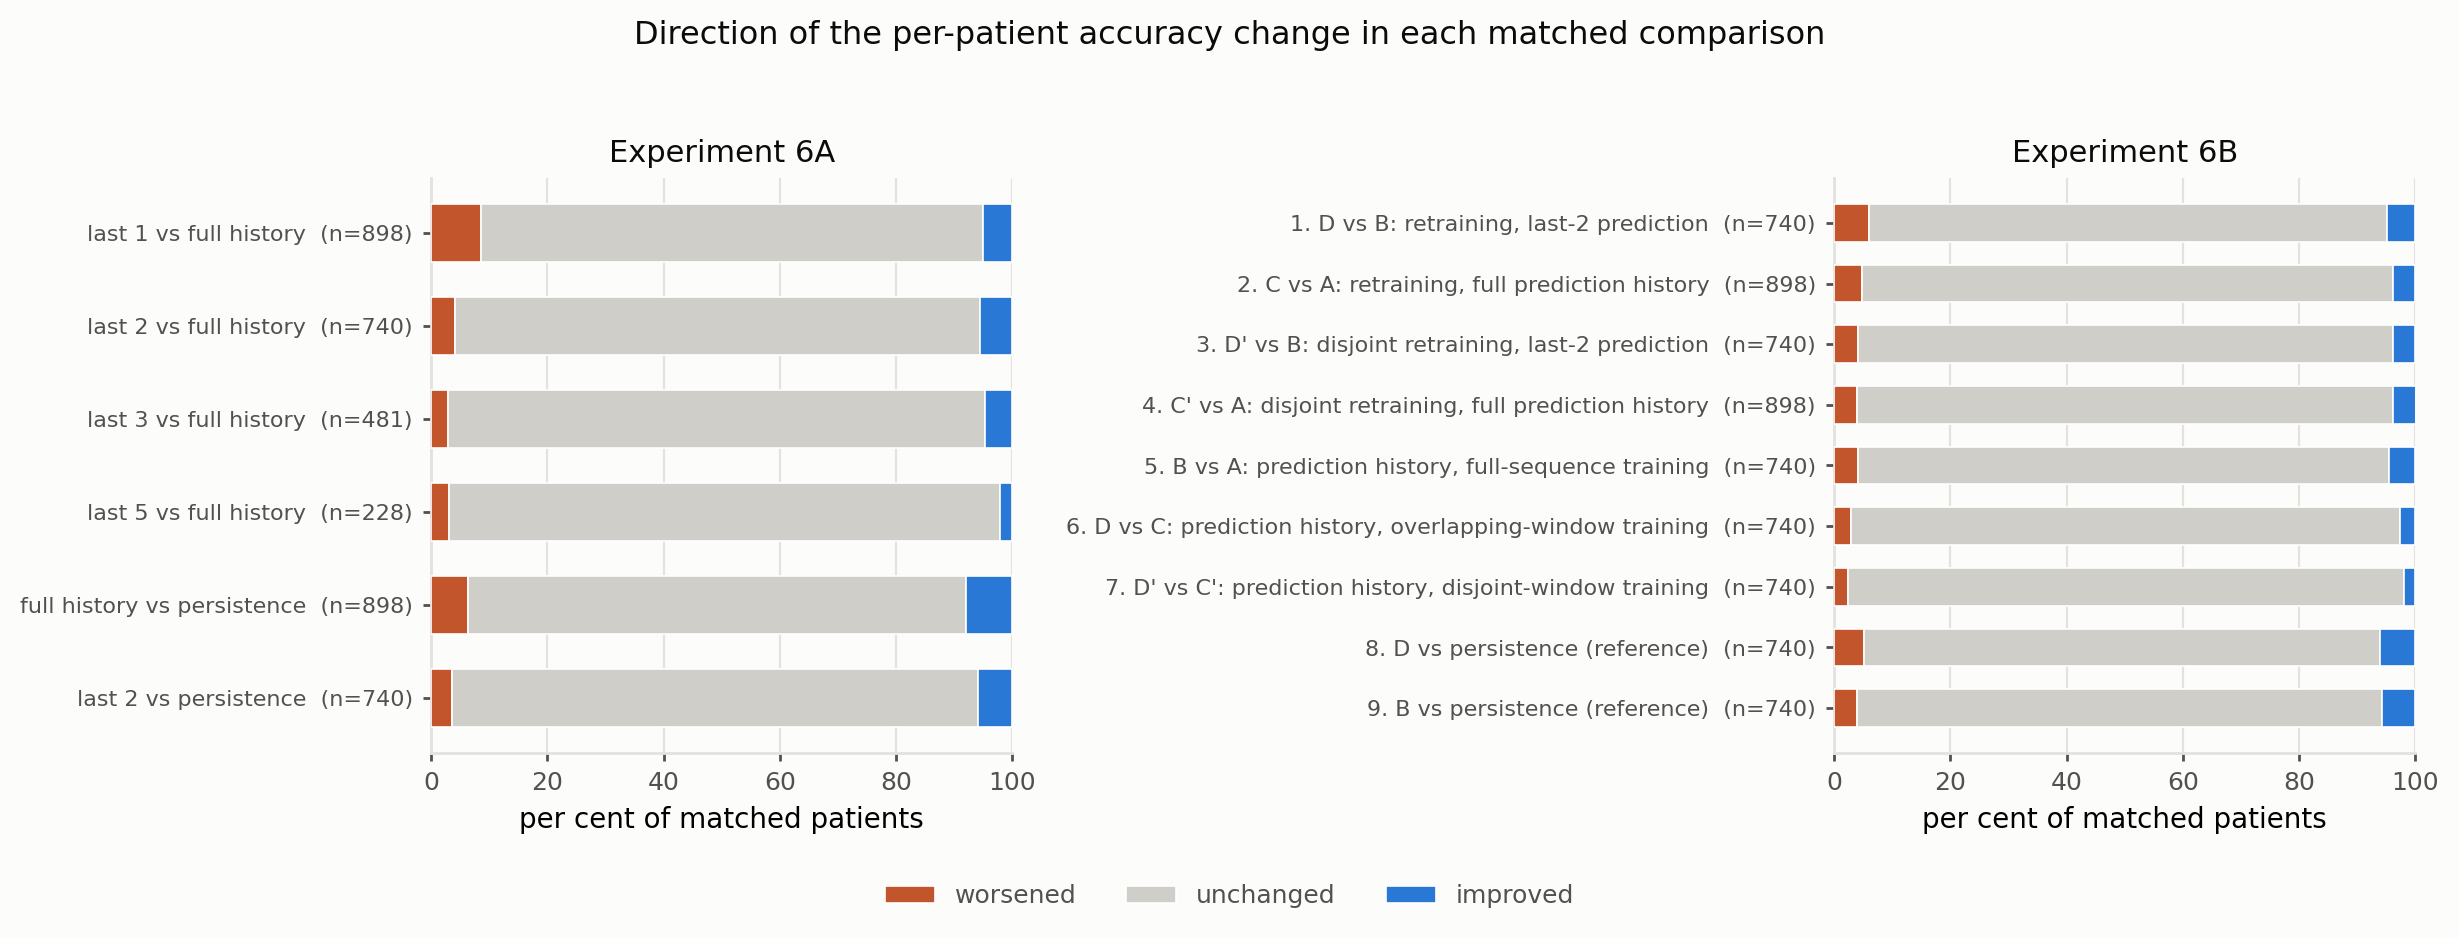 Direction of the per-patient accuracy change in each matched comparison
Experiment 6A
last 1 vs full history (n=898)
last 2 vs full history (n=740)
last 3 vs full history (n=481)
last 5 vs full history (n=228)
full history vs persistence (n=898)
last 2 vs persistence (n=740)
0 20 40 60 80 100
per cent of matched patients
Experiment 6B
1. D vs B: retraining, last-2 prediction (n=740)
2. C vs A: retraining, full prediction history (n=898)
3. D' vs B: disjoint retraining, last-2 prediction (n=740)
4. C' vs A: disjoint retraining, full prediction history (n=898)
5. B vs A: prediction history, full-sequence training (n=740)
6. D vs C: prediction history, overlapping-window training (n=740)
7. D' vs C': prediction history, disjoint-window training (n=740)
8. D vs persistence (reference) (n=740)
9. B vs persistence (reference) (n=740)
0 20 40 60 80 100
per cent of matched patients
worsened unchanged improved